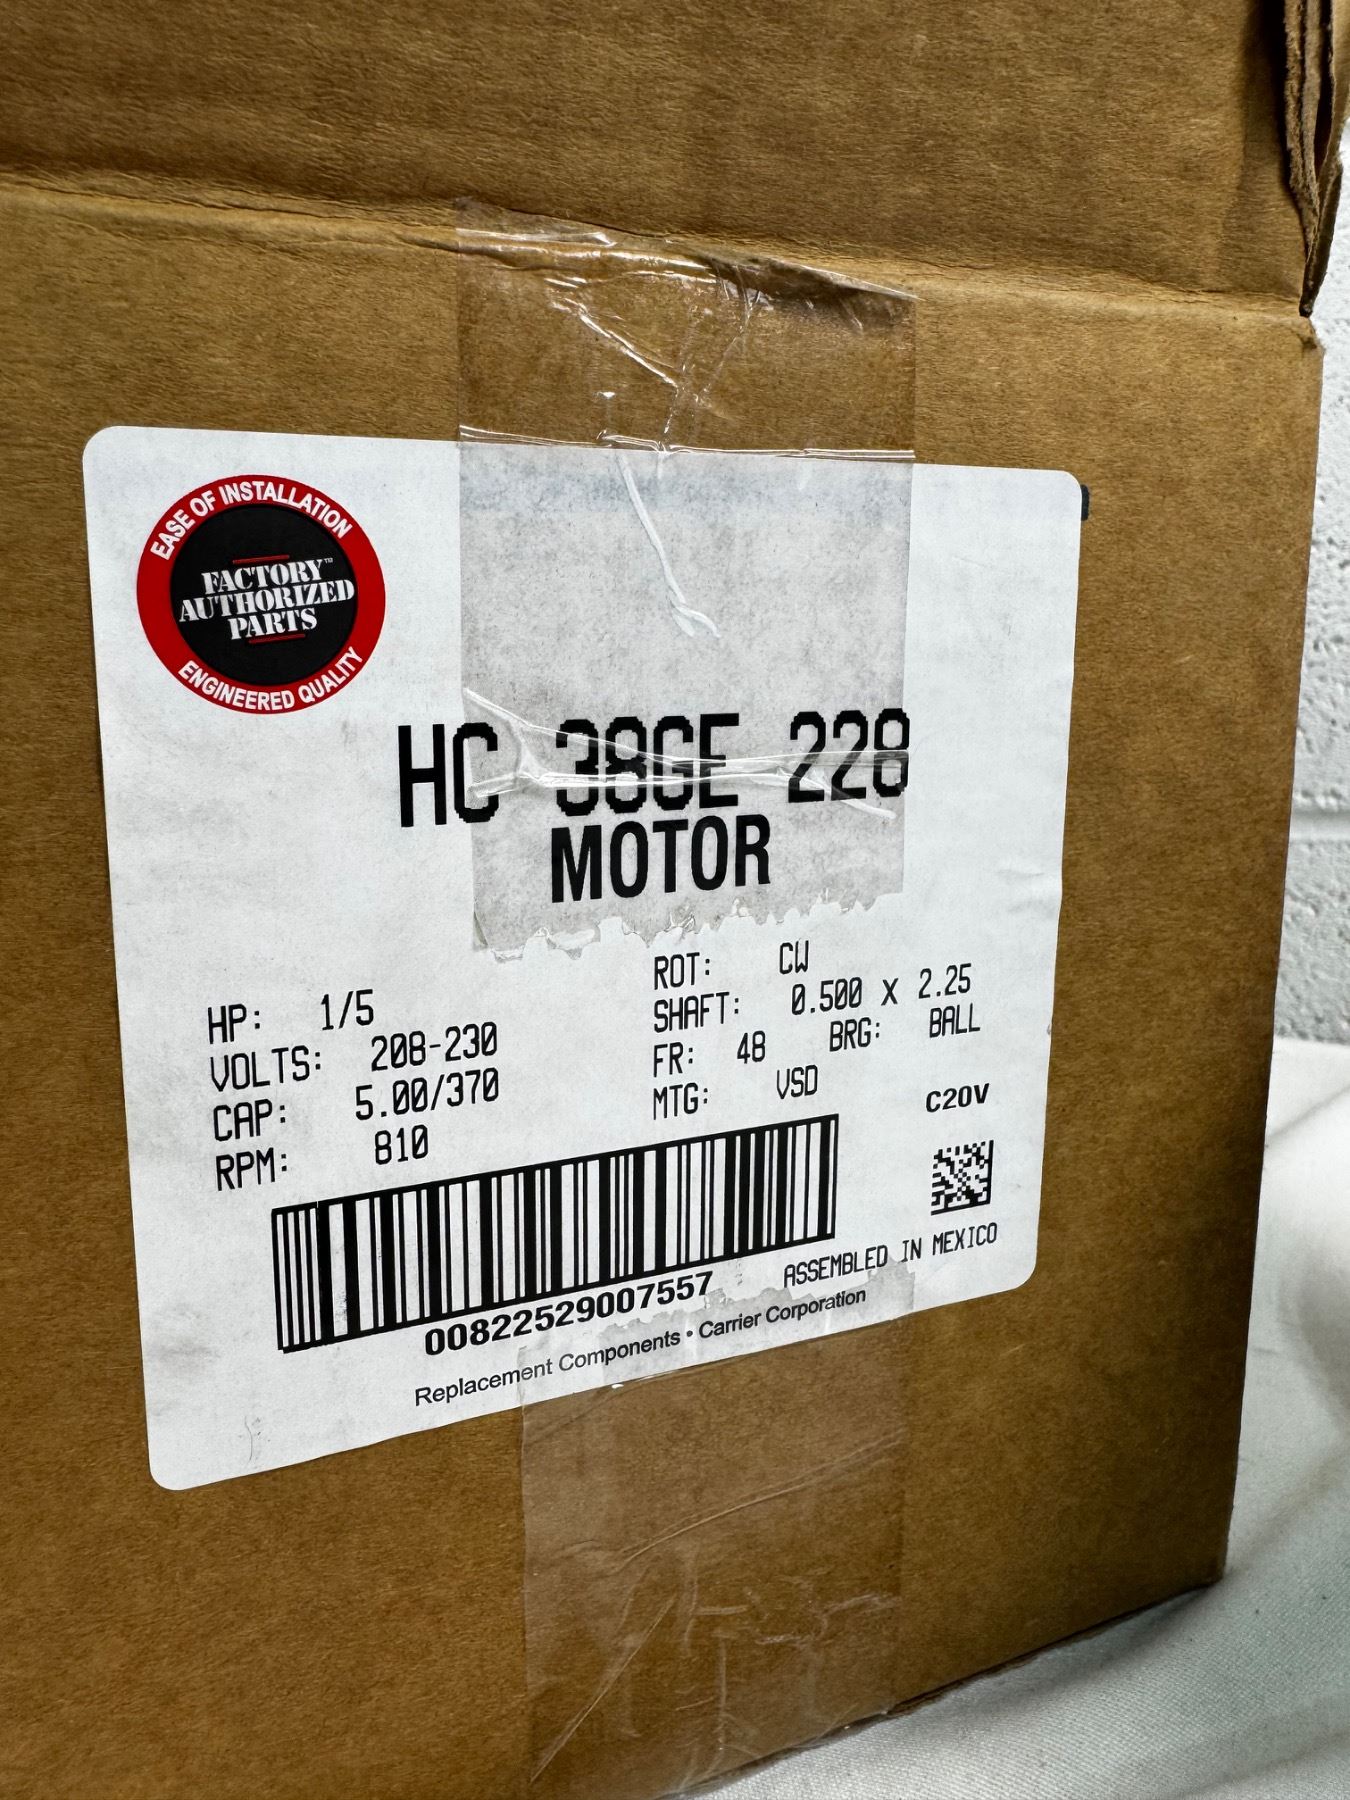 EASE OF INSTALLATION
FACTORY™
AUTHORIZED
PARTS
ENGINEERED QUALITY
HC 38GE 228
MOTOR
HP: 1/5
VOLTS: 208-230
CAP: 5.00/370
RPM: 810
ROT: CW
SHAFT: 0.500 X 2.25
FR: 48 BRG: BALL
MTG: VSD
C20V
00822529007557
ASSEMBLED IN MEXICO
Replacement Components • Carrier Corporation